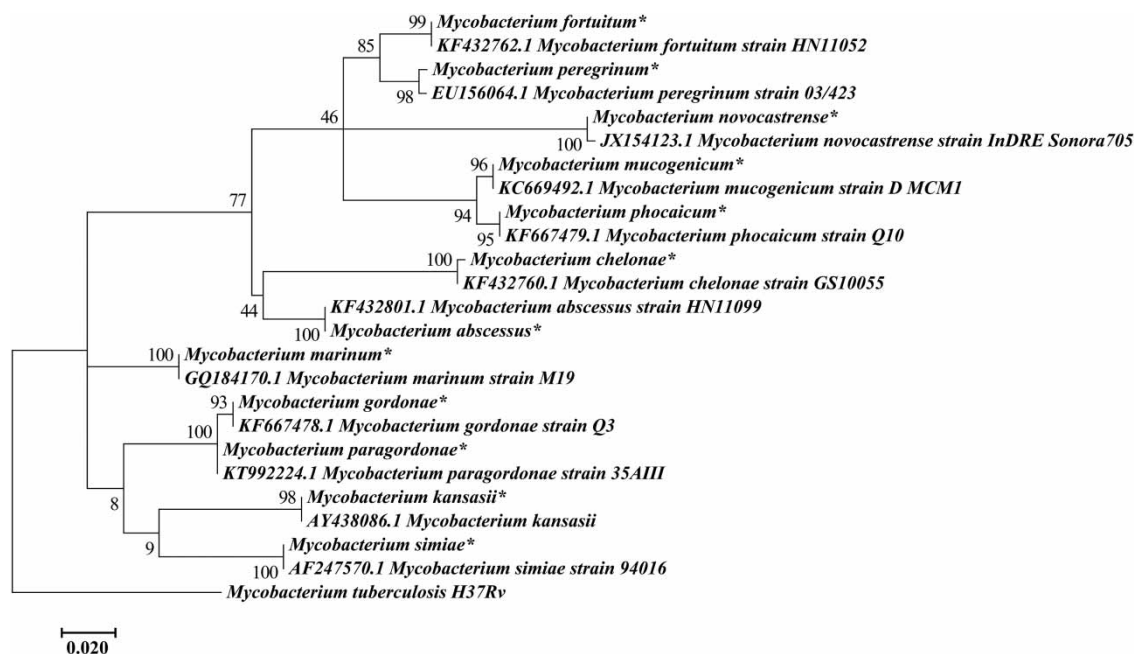 99 Mycobacterium fortuitum*
KF432762.1 Mycobacterium fortuitum strain HN11052
85
Mycobacterium peregrinum*
98 EU156064.1 Mycobacterium peregrinum strain 03/423
46
Mycobacterium novocastrense*
100 JX154123.1 Mycobacterium novocastrense strain InDRE Sonora705
96 Mycobacterium mucogenicum*
KC669492.1 Mycobacterium mucogenicum strain D MCM1
77
94
Mycobacterium phocaicum*
95 KF667479.1 Mycobacterium phocaicum strain Q10
100 Mycobacterium chelonae*
KF432760.1 Mycobacterium chelonae strain GS10055
44
KF432801.1 Mycobacterium abscessus strain HN11099
100 Mycobacterium abscessus*
100 Mycobacterium marinum*
GQ184170.1 Mycobacterium marinum strain M19
93 Mycobacterium gordonae*
KF667478.1 Mycobacterium gordonae strain Q3
100
Mycobacterium paragordonae*
KT992224.1 Mycobacterium paragordonae strain 35AIII
8
98 Mycobacterium kansasii*
AY438086.1 Mycobacterium kansasii
9
Mycobacterium simiae*
100 AF247570.1 Mycobacterium simiae strain 94016
Mycobacterium tuberculosis H37Rv
0.020